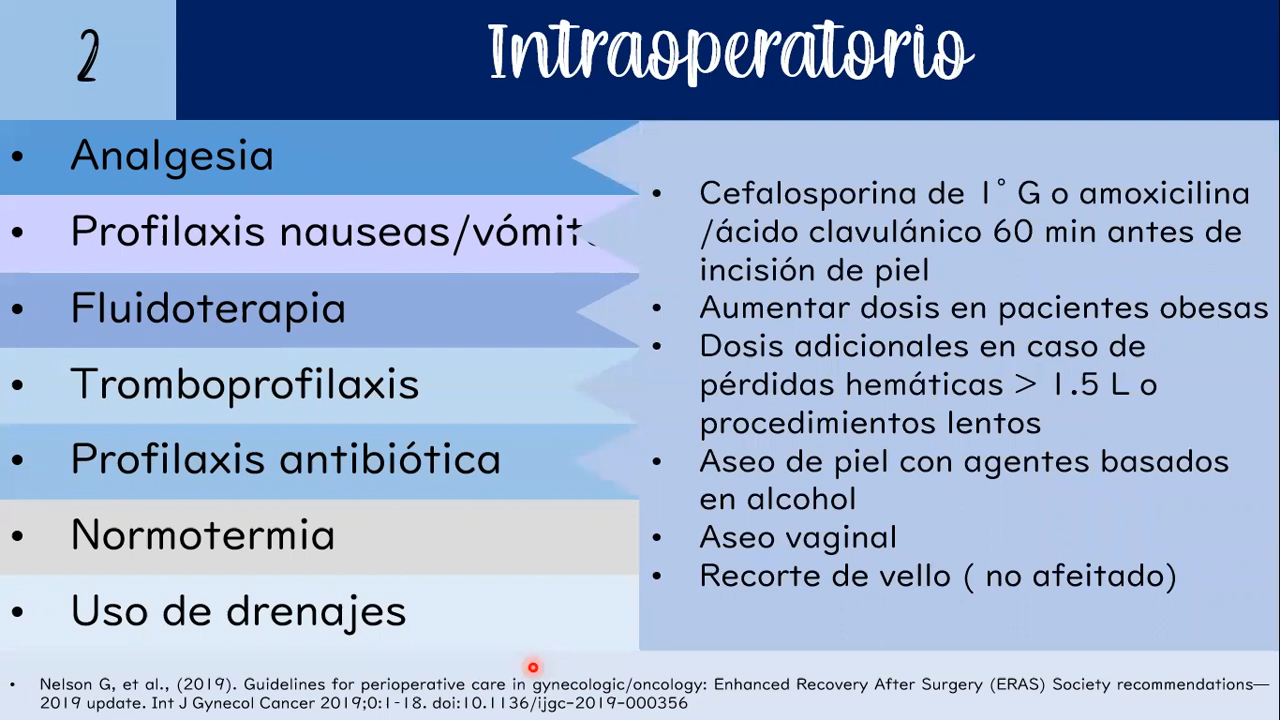 2
Intraoperatorio
• Analgesia
• Profilaxis nauseas/vómit
• Fluidoterapia
• Tromboprofilaxis
• Profilaxis antibiótica
• Normotermia
• Uso de drenajes
• Cefalosporina de 1° G o amoxicilina
/ácido clavulánico 60 min antes de
incisión de piel
• Aumentar dosis en pacientes obesas
• Dosis adicionales en caso de
pérdidas hemáticas > 1.5 L o
procedimientos lentos
• Aseo de piel con agentes basados
en alcohol
• Aseo vaginal
• Recorte de vello ( no afeitado)
• Nelson G, et al., (2019). Guidelines for perioperative care in gynecologic/oncology: Enhanced Recovery After Surgery (ERAS) Society recommendations—
2019 update. Int J Gynecol Cancer 2019;0:1-18. doi:10.1136/ijgc-2019-000356